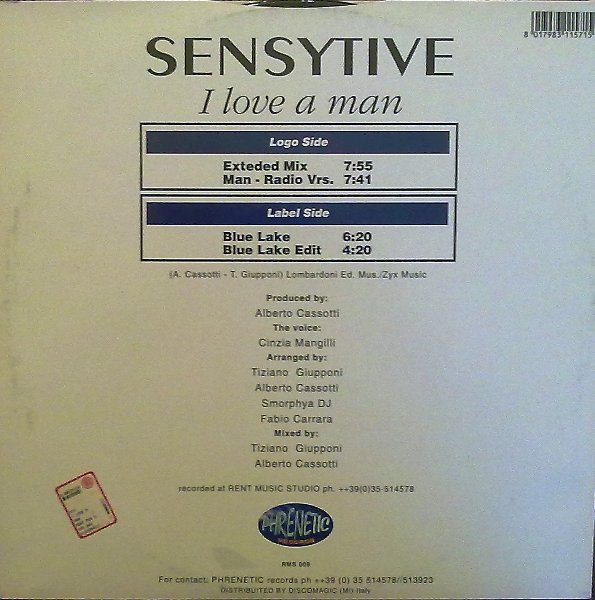 8 017983 115715
SENSYTIVE
I love a man
Logo Side
Exteded Mix 7:55
Man - Radio Vrs. 7:41
Label Side
Blue Lake 6:20
Blue Lake Edit 4:20
(A. Cassotti - T. Giupponi) Lombardoni Ed. Mus./Zyx Music
Produced by:
Alberto Cassotti
The voice:
Cinzia Mangilli
Arranged by:
Tiziano Giupponi
Alberto Cassotti
Smorphya DJ
Fabio Carrara
Mixed by:
Tiziano Giupponi
Alberto Cassotti
recorded at RENT MUSIC STUDIO ph. ++39(0)35-514578
PHRENETIC
RECORDS
RMS 009
For contact: PHRENETIC records ph ++39 (0) 35 514578//513923
DISTRIBUTED BY DISCOMAGIC (MI) Italy